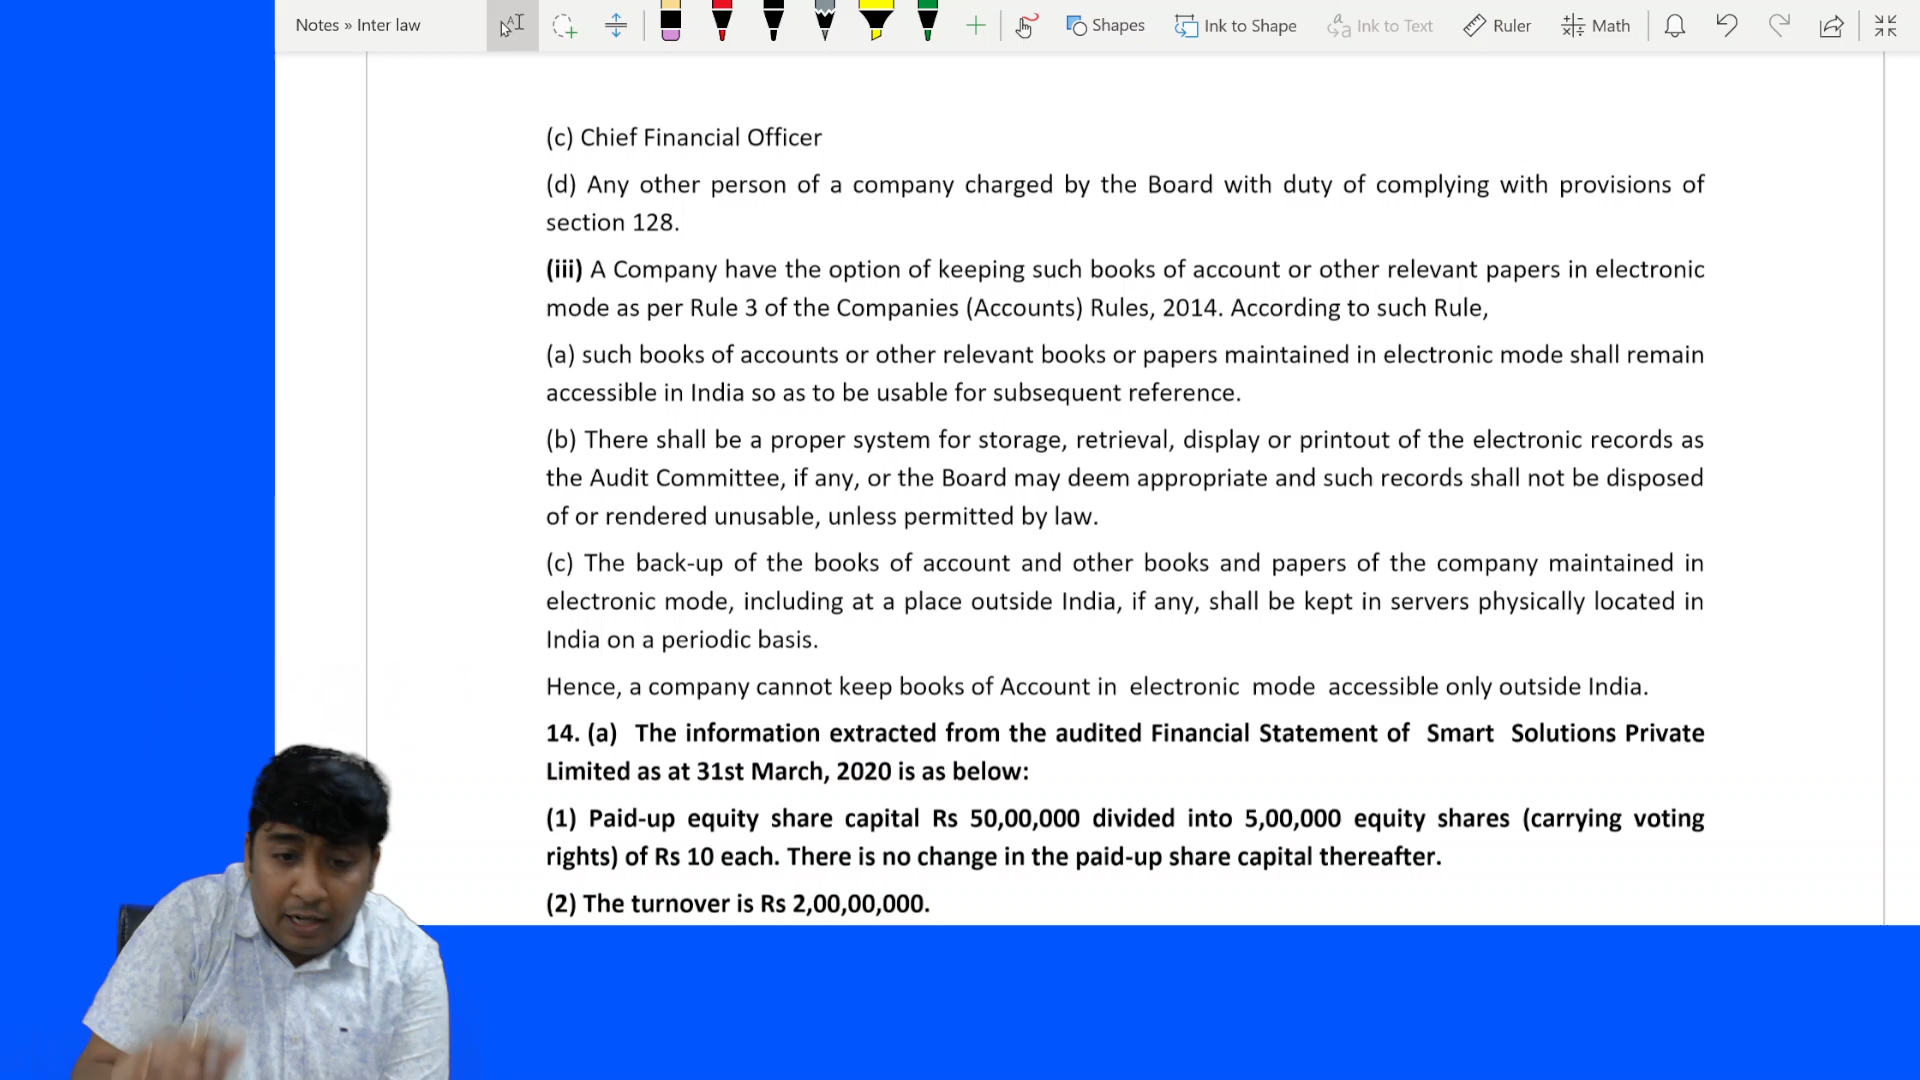 Notes » Inter law
Shapes
Ink to Shape
Ink to Text
Ruler
Math
(c) Chief Financial Officer
(d) Any other person of a company charged by the Board with duty of complying with provisions of
section 128.
(iii) A Company have the option of keeping such books of account or other relevant papers in electronic
mode as per Rule 3 of the Companies (Accounts) Rules, 2014. According to such Rule,
(a) such books of accounts or other relevant books or papers maintained in electronic mode shall remain
accessible in India so as to be usable for subsequent reference.
(b) There shall be a proper system for storage, retrieval, display or printout of the electronic records as
the Audit Committee, if any, or the Board may deem appropriate and such records shall not be disposed
of or rendered unusable, unless permitted by law.
(c) The back-up of the books of account and other books and papers of the company maintained in
electronic mode, including at a place outside India, if any, shall be kept in servers physically located in
India on a periodic basis.
Hence, a company cannot keep books of Account in electronic mode accessible only outside India.
14. (a) The information extracted from the audited Financial Statement of Smart Solutions Private
Limited as at 31st March, 2020 is as below:
(1) Paid-up equity share capital Rs 50,00,000 divided into 5,00,000 equity shares (carrying voting
rights) of Rs 10 each. There is no change in the paid-up share capital thereafter.
(2) The turnover is Rs 2,00,00,000.